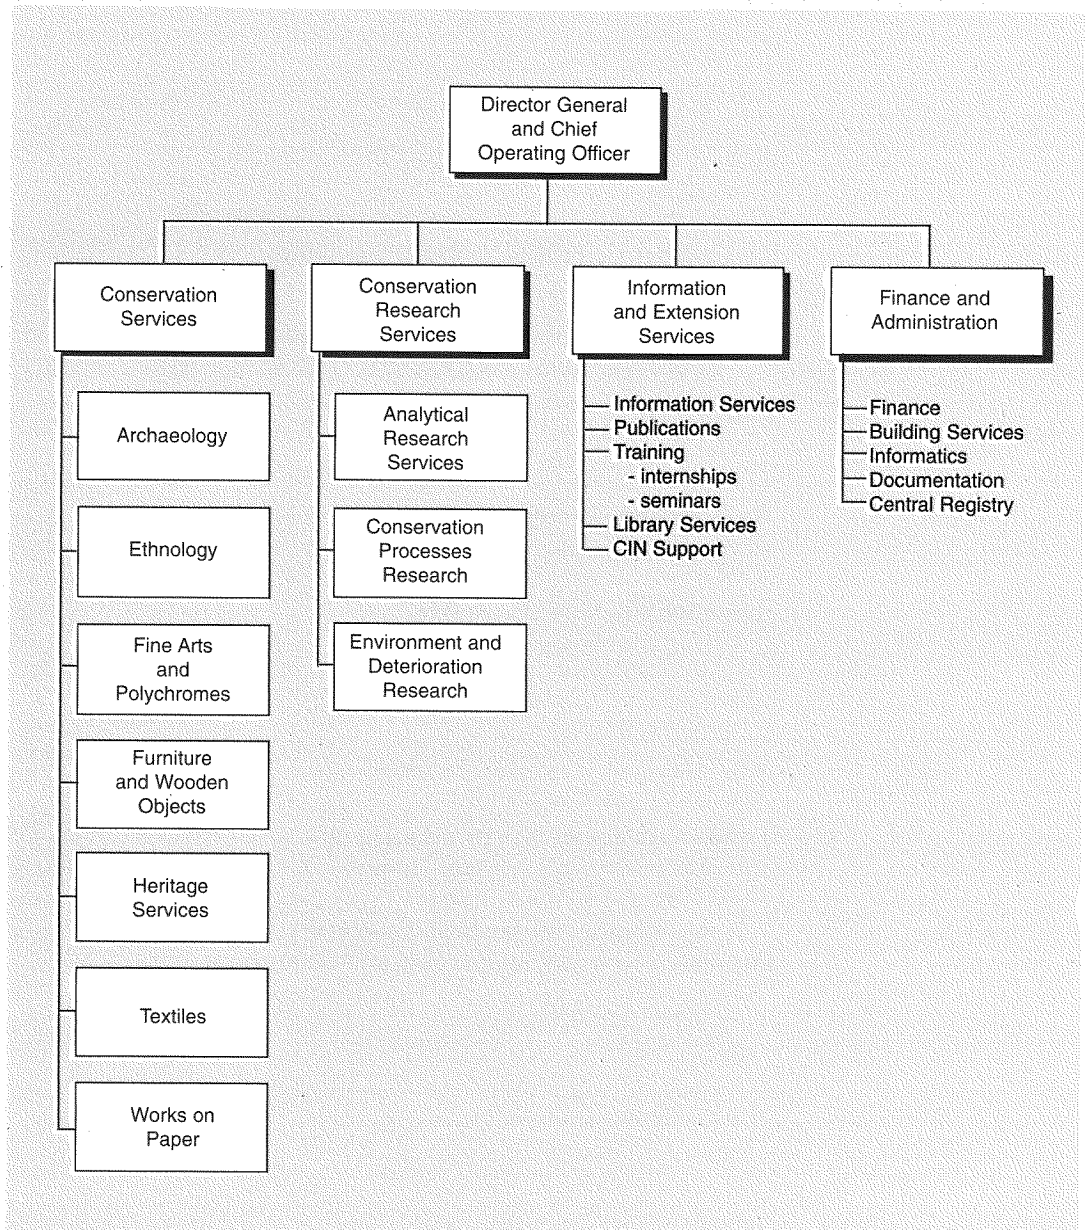 Director General
and Chief
Operating Officer
Conservation
Services
Archaeology
Ethnology
Fine Arts
and
Polychromes
Furniture
and Wooden
Objects
Heritage
Services
Textiles
Works on
Paper
Conservation
Research
Services
Analytical
Research
Services
Conservation
Processes
Research
Environment and
Deterioration
Research
Information
and Extension
Services
Information Services
Publications
Training
- internships
- seminars
Library Services
CIN Support
Finance and
Administration
Finance
Building Services
Informatics
Documentation
Central Registry